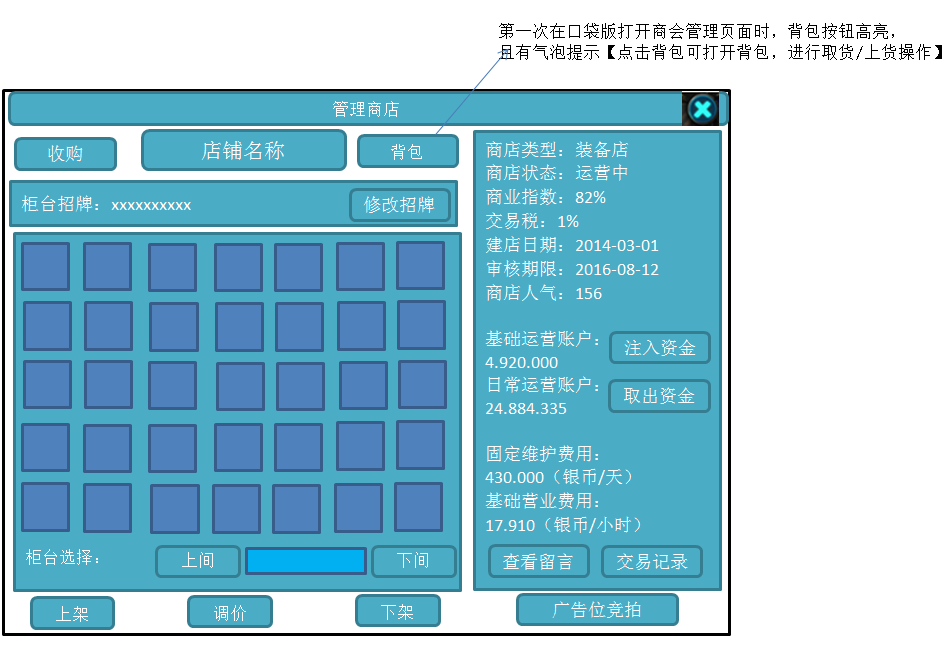 第一次在口袋版打开商会管理页面时，背包按钮高亮，
且有气泡提示【点击背包可打开背包，进行取货/上货操作】
管理商店
收购
店铺名称
背包
柜台招牌：xxxxxxxxxx
修改招牌
商店类型：装备店
商店状态：运营中
商业指数：82%
交易税：1%
建店日期：2014-03-01
审核期限：2016-08-12
商店人气：156
基础运营账户：
4.920.000
注入资金
日常运营账户：
24.884.335
取出资金
固定维护费用：
430.000（银币/天）
基础营业费用：
17.910（银币/小时）
查看留言
交易记录
柜台选择：
上间
下间
上架
调价
下架
广告位竞拍